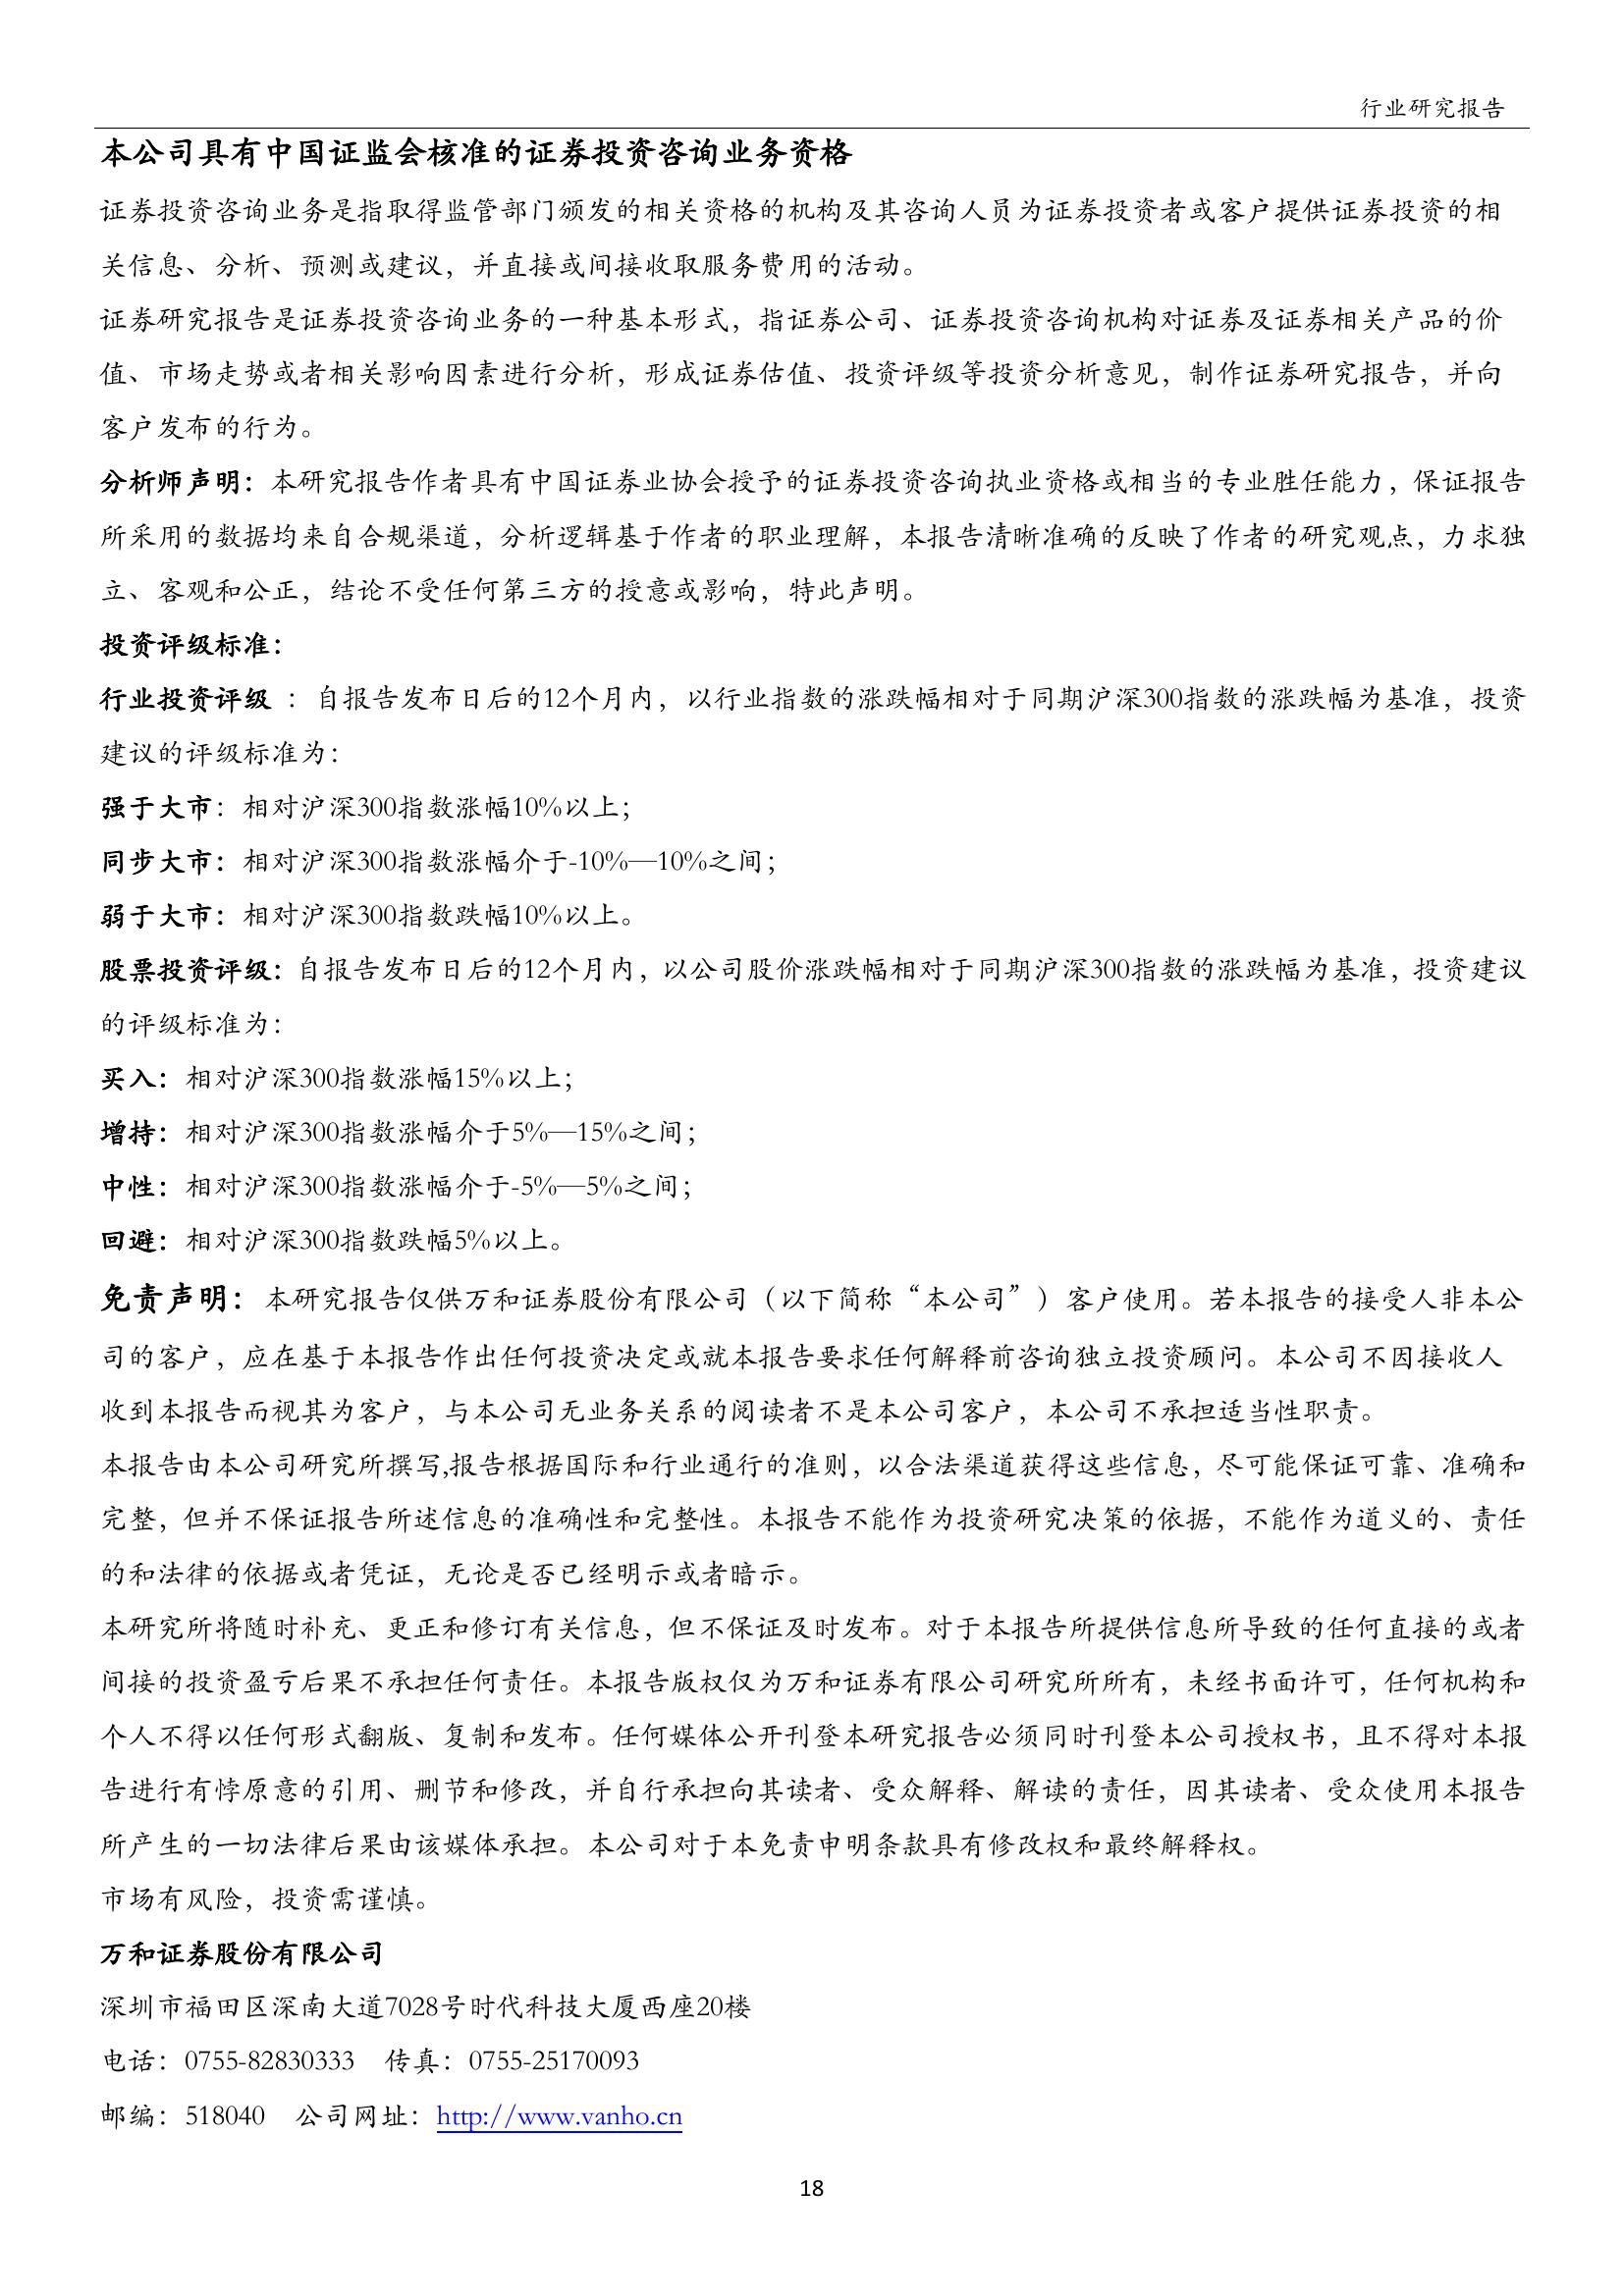 行业研究报告
本公司具有中国证监会核准的证券投资咨询业务资格
证券投资咨询业务是指取得监管部门颁发的相关资格的机构及其咨询人员为证券投资者或客户提供证券投资的相
关信息、分析、预测或建议，并直接或间接收取服务费用的活动。
证券研究报告是证券投资咨询业务的一种基本形式，指证券公司、证券投资咨询机构对证券及证券相关产品的价
值、市场走势或者相关影响因素进行分析，形成证券估值、投资评级等投资分析意见，制作证券研究报告，并向
客户发布的行为。
分析师声明：本研究报告作者具有中国证券业协会授予的证券投资咨询执业资格或相当的专业胜任能力，保证报告
所采用的数据均来自合规渠道，分析逻辑基于作者的职业理解，本报告清晰准确的反映了作者的研究观点，力求独
立、客观和公正，结论不受任何第三方的授意或影响，特此声明。
投资评级标准：
行业投资评级 ：自报告发布日后的12个月内，以行业指数的涨跌幅相对于同期沪深300指数的涨跌幅为基准，投资
建议的评级标准为：
强于大市：相对沪深300指数涨幅10%以上；
同步大市：相对沪深300指数涨幅介于-10%—10%之间；
弱于大市：相对沪深300指数跌幅10%以上。
股票投资评级：自报告发布日后的12个月内，以公司股价涨跌幅相对于同期沪深300指数的涨跌幅为基准，投资建议
的评级标准为：
买入：相对沪深300指数涨幅15%以上；
增持：相对沪深300指数涨幅介于5%—15%之间；
中性：相对沪深300指数涨幅介于-5%—5%之间；
回避：相对沪深300指数跌幅5%以上。
免责声明：本研究报告仅供万和证券股份有限公司（以下简称“本公司”）客户使用。若本报告的接受人非本公
司的客户，应在基于本报告作出任何投资决定或就本报告要求任何解释前咨询独立投资顾问。本公司不因接收人
收到本报告而视其为客户，与本公司无业务关系的阅读者不是本公司客户，本公司不承担适当性职责。
本报告由本公司研究所撰写,报告根据国际和行业通行的准则，以合法渠道获得这些信息，尽可能保证可靠、准确和
完整，但并不保证报告所述信息的准确性和完整性。本报告不能作为投资研究决策的依据，不能作为道义的、责任
的和法律的依据或者凭证，无论是否已经明示或者暗示。
本研究所将随时补充、更正和修订有关信息，但不保证及时发布。对于本报告所提供信息所导致的任何直接的或者
间接的投资盈亏后果不承担任何责任。本报告版权仅为万和证券有限公司研究所所有，未经书面许可，任何机构和
个人不得以任何形式翻版、复制和发布。任何媒体公开刊登本研究报告必须同时刊登本公司授权书，且不得对本报
告进行有悖原意的引用、删节和修改，并自行承担向其读者、受众解释、解读的责任，因其读者、受众使用本报告
所产生的一切法律后果由该媒体承担。本公司对于本免责申明条款具有修改权和最终解释权。
市场有风险，投资需谨慎。
万和证券股份有限公司
深圳市福田区深南大道7028号时代科技大厦西座20楼
电话：0755-82830333 传真：0755-25170093
邮编：518040 公司网址：http://www.vanho.cn
18